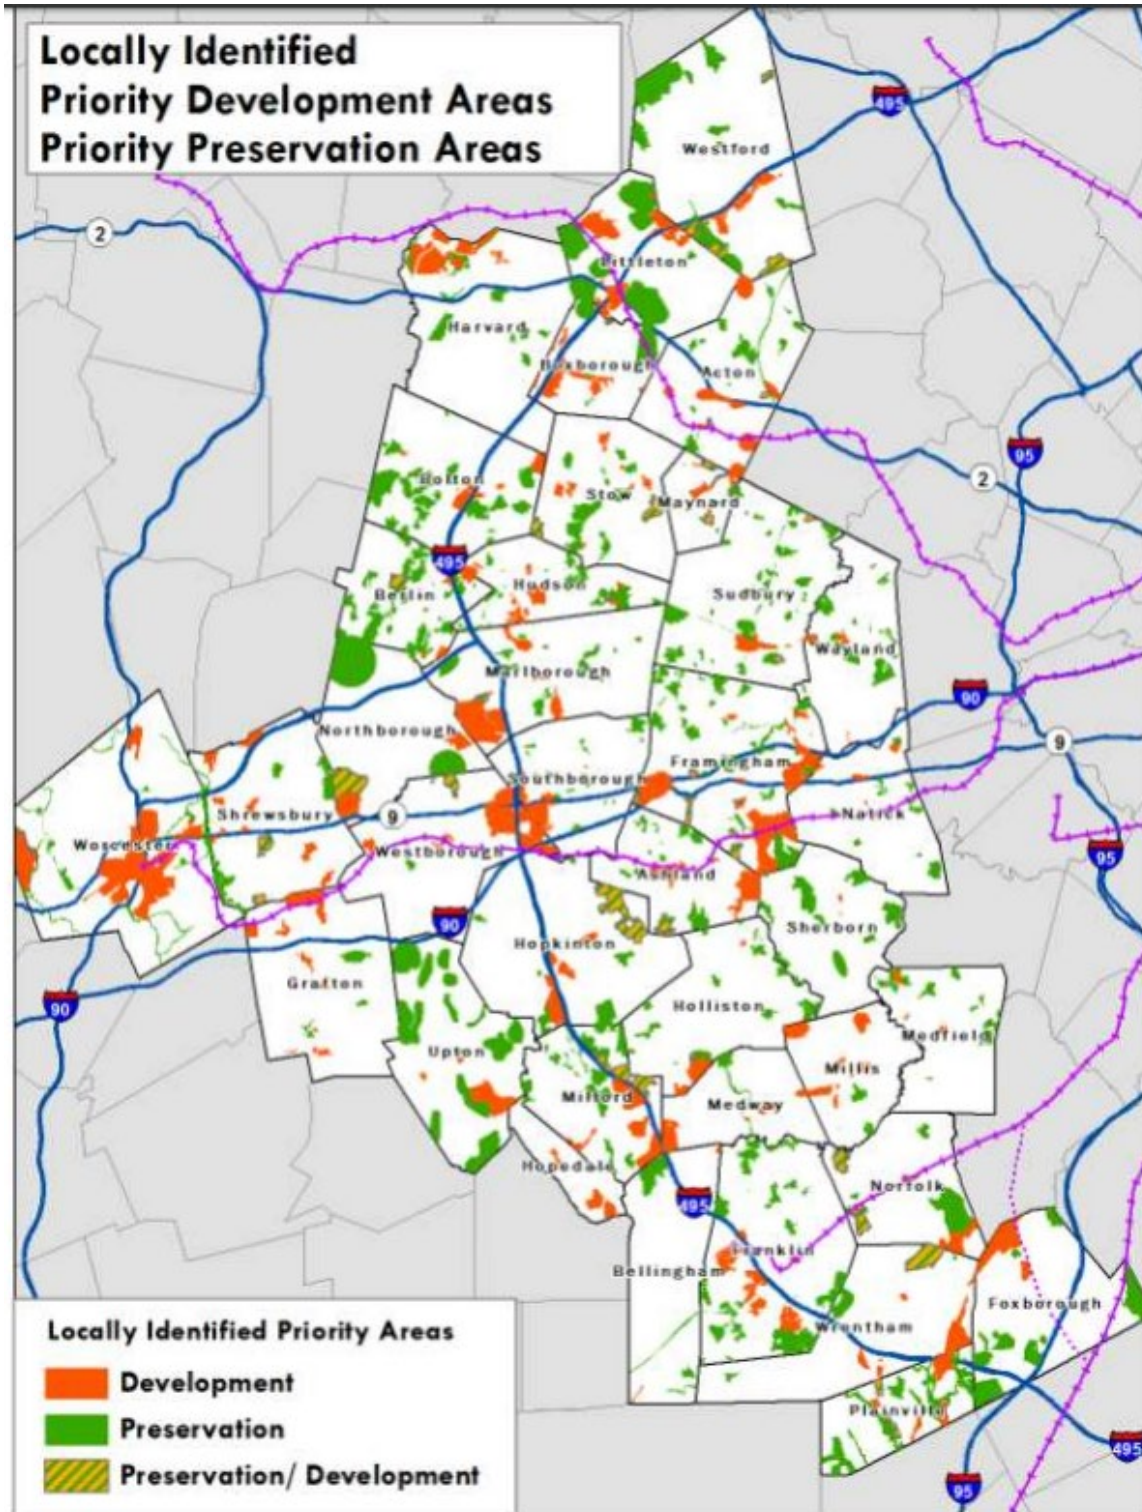 Locally Identified
Priority Development Areas
Priority Preservation Areas
495
Westford
2
Littleton
Harvard
Boxborough
Acton
95
2
Bolton
Stow
Maynard
495
Berlin
Hudson
Sudbury
Wayland
Marlborough
90
Northborough
9
Framingham
Southborough
Shrewsbury
9
Natick
Worcester
Westborough
95
Ashland
90
Hopkinton
Sherborn
Grafton
90
Holliston
Medfield
Upton
Millis
Milford
Medway
Hopedale
Norfolk
495
Franklin
Bellingham
Foxborough
Wrentham
Plainville
495
95
Locally Identified Priority Areas
Development
Preservation
Preservation/ Development